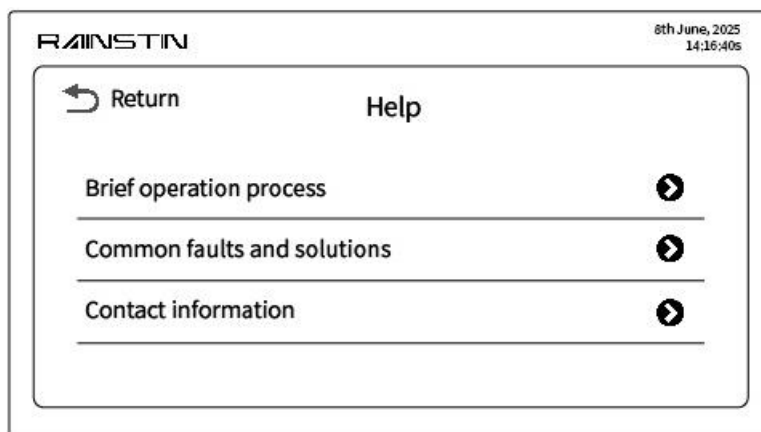 RAINSTIN
8th June, 2025
14:16:40s
Return
Help
Brief operation process
Common faults and solutions
Contact information